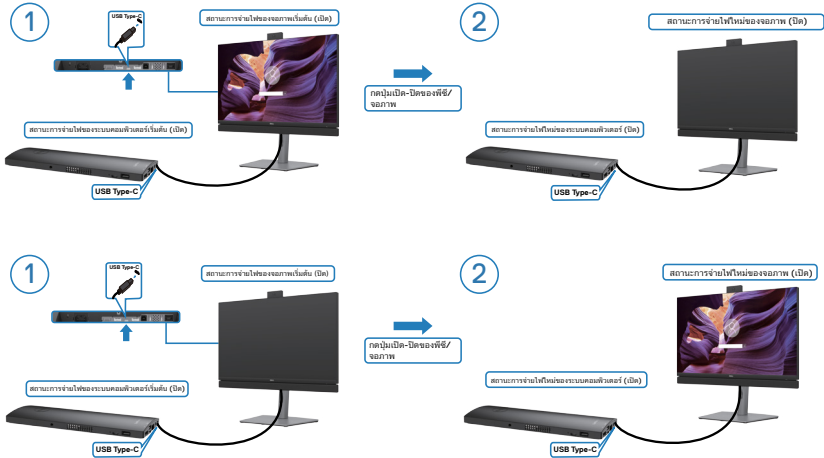 1
USB Type-C
สถานะการจ่ายไฟของจอภาพเริ่มต้น (เปิด)
สถานะการจ่ายไฟของระบบคอมพิวเตอร์เริ่มต้น (เปิด)
USB Type-C
กดปุ่มเปิด-ปิดของพีซี/
จอภาพ
2
สถานะการจ่ายไฟใหม่ของจอภาพ (ปิด)
สถานะการจ่ายไฟใหม่ของระบบคอมพิวเตอร์ (ปิด)
USB Type-C
1
USB Type-C
สถานะการจ่ายไฟของจอภาพเริ่มต้น (ปิด)
สถานะการจ่ายไฟของระบบคอมพิวเตอร์เริ่มต้น (ปิด)
USB Type-C
กดปุ่มเปิด-ปิดของพีซี/
จอภาพ
2
สถานะการจ่ายไฟใหม่ของจอภาพ (เปิด)
สถานะการจ่ายไฟใหม่ของระบบคอมพิวเตอร์ (เปิด)
USB Type-C